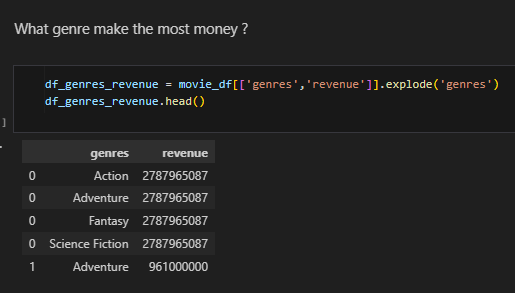 What genre make the most money ?
df_genres_revenue = movie_df[['genres','revenue']].explode('genres')
df_genres_revenue.head()
]
genres revenue
0 Action 2787965087
0 Adventure 2787965087
0 Fantasy 2787965087
0 Science Fiction 2787965087
1 Adventure 961000000